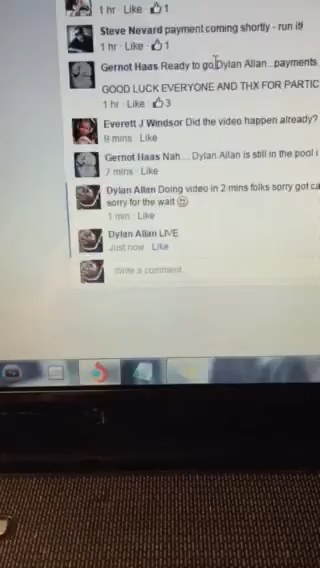 1 hr · Like · 1
Steve Nevard payment coming shortly - run it!
1 hr · Like · 1
Gernot Haas Ready to go Dylan Allan...payments
GOOD LUCK EVERYONE AND THX FOR PARTIC
1 hr · Like · 3
Everett J Windsor Did the video happen already?
9 mins · Like
Gernot Haas Nah.... Dylan Allan is still in the pool
7 mins · Like
Dylan Allan Doing video in 2 mins folks sorry got ca
sorry for the wait
1 min · Like
Dylan Allan LIVE
Just now · Like
Write a comment...